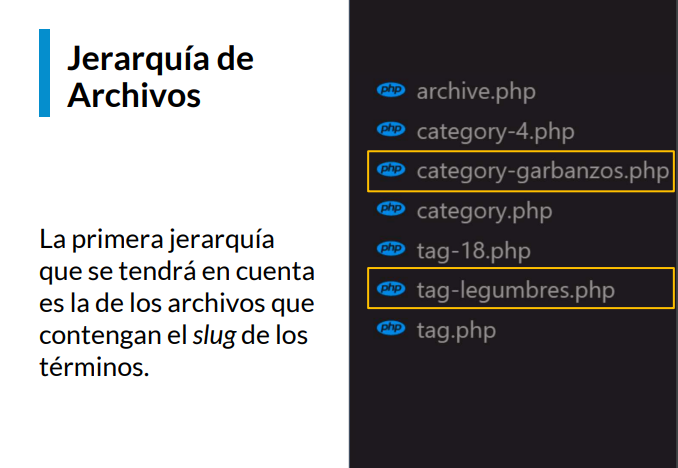 Jerarquía de
Archivos
La primera jerarquía
que se tendrá en cuenta
es la de los archivos que
contengan el slug de los
términos.
php archive.php
php category-4.php
php category-garbanzos.php
php category.php
php tag-18.php
php tag-legumbres.php
php tag.php